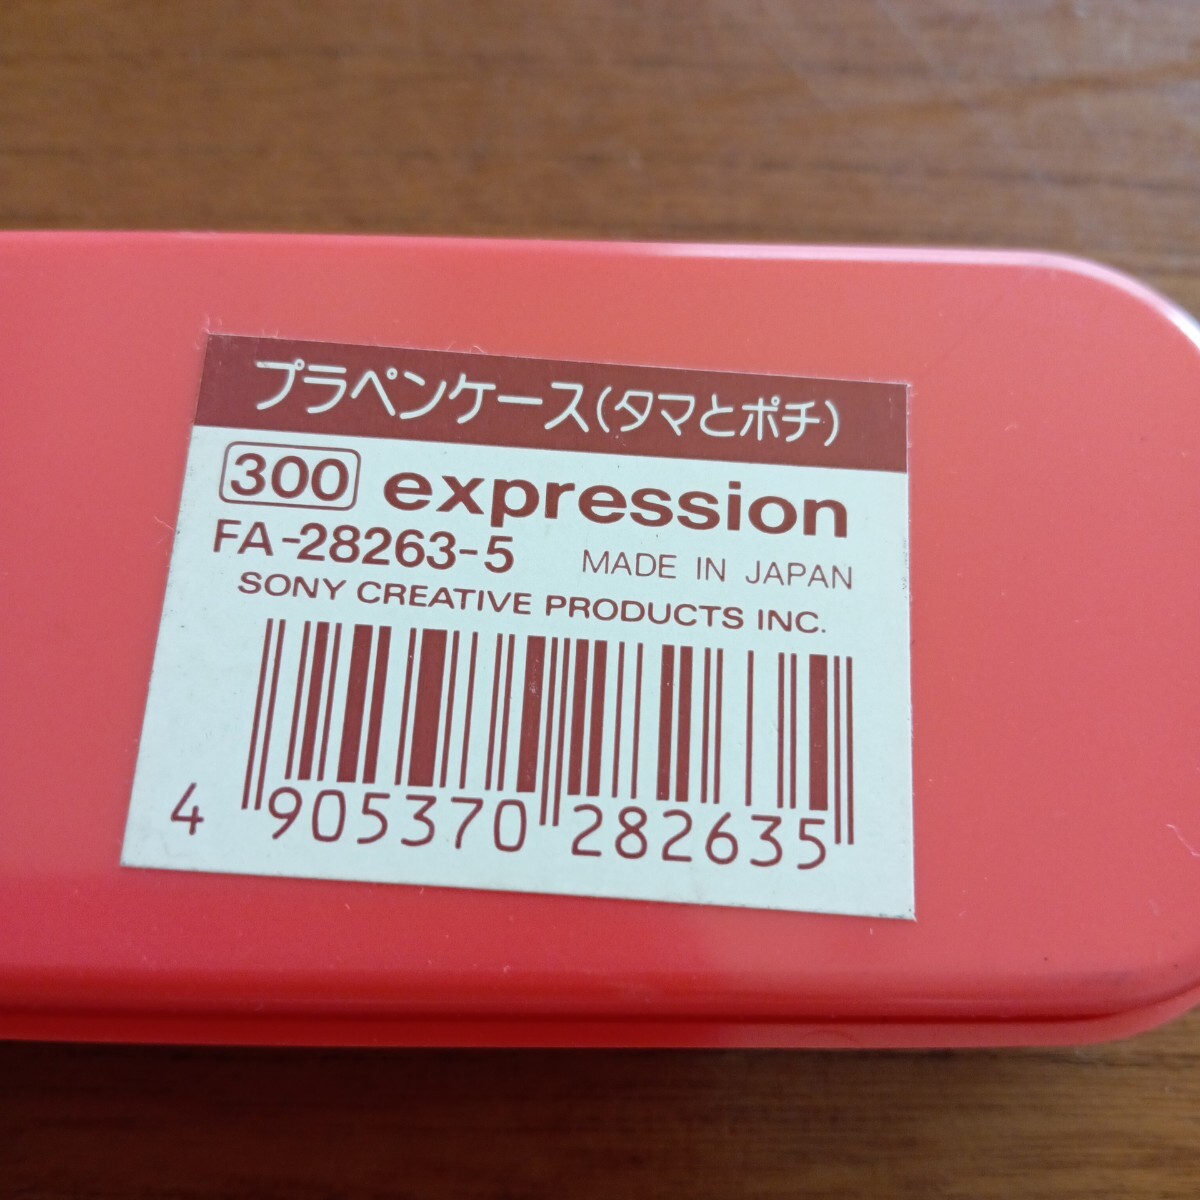 プラペンケース(タマとポチ)
300 expression
FA-28263-5 MADE IN JAPAN
SONY CREATIVE PRODUCTS INC.
4 905370 282635